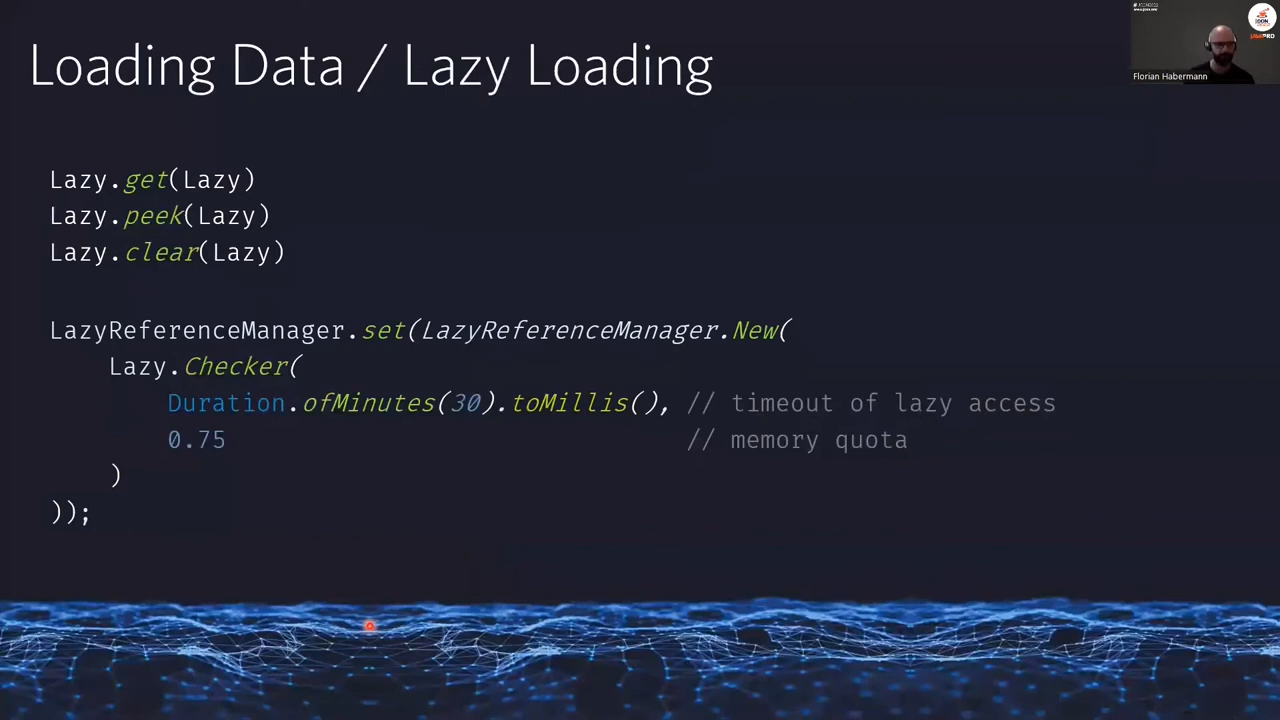 Loading Data / Lazy Loading
Florian Habermann
Lazy.get(Lazy)
Lazy.peek(Lazy)
Lazy.clear(Lazy)
LazyReferenceManager.set(LazyReferenceManager.New(
    Lazy.Checker(
        Duration.ofMinutes(30).toMillis(), // timeout of lazy access
        0.75                               // memory quota
    )
));